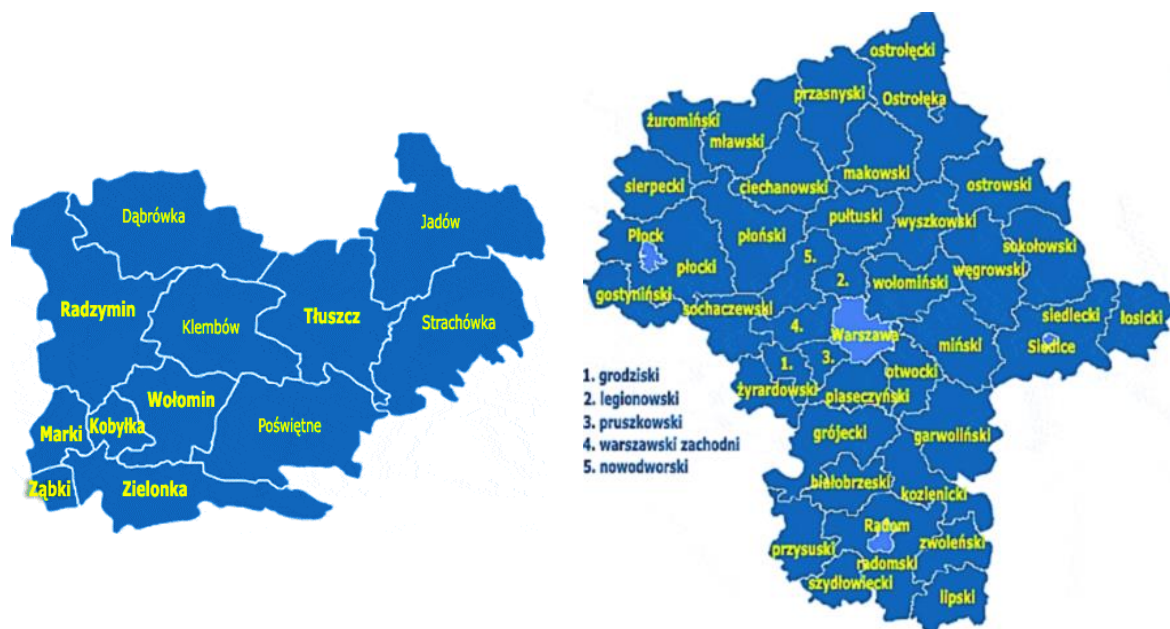 Dąbrówka
Jadów
Radzymin
Klembów
Tłuszcz
Strachówka
Wołomin
Marki
Kobyłka
Poświętne
Ząbki
Zielonka
ostrołęcki
przasnyski
Ostrołęka
żuromiński
mławski
sierpecki
ciechanowski
makowski
ostrowski
pułtuski
wyszkowski
Płock
płoński
sokołowski
płocki
5.
węgrowski
gostyniński
2.
wołomiński
sochaczewski
siedlecki
łosicki
4.
Warszawa
miński
Siedlce
1.
3.
otwocki
żyrardowski
piaseczyński
1. grodziski
2. legionowski
3. pruszkowski
4. warszawski zachodni
5. nowodworski
grójecki
garwoliński
białobrzeski
kozienicki
Radom
przysuski
zwoleński
radomski
szydłowiecki
lipski